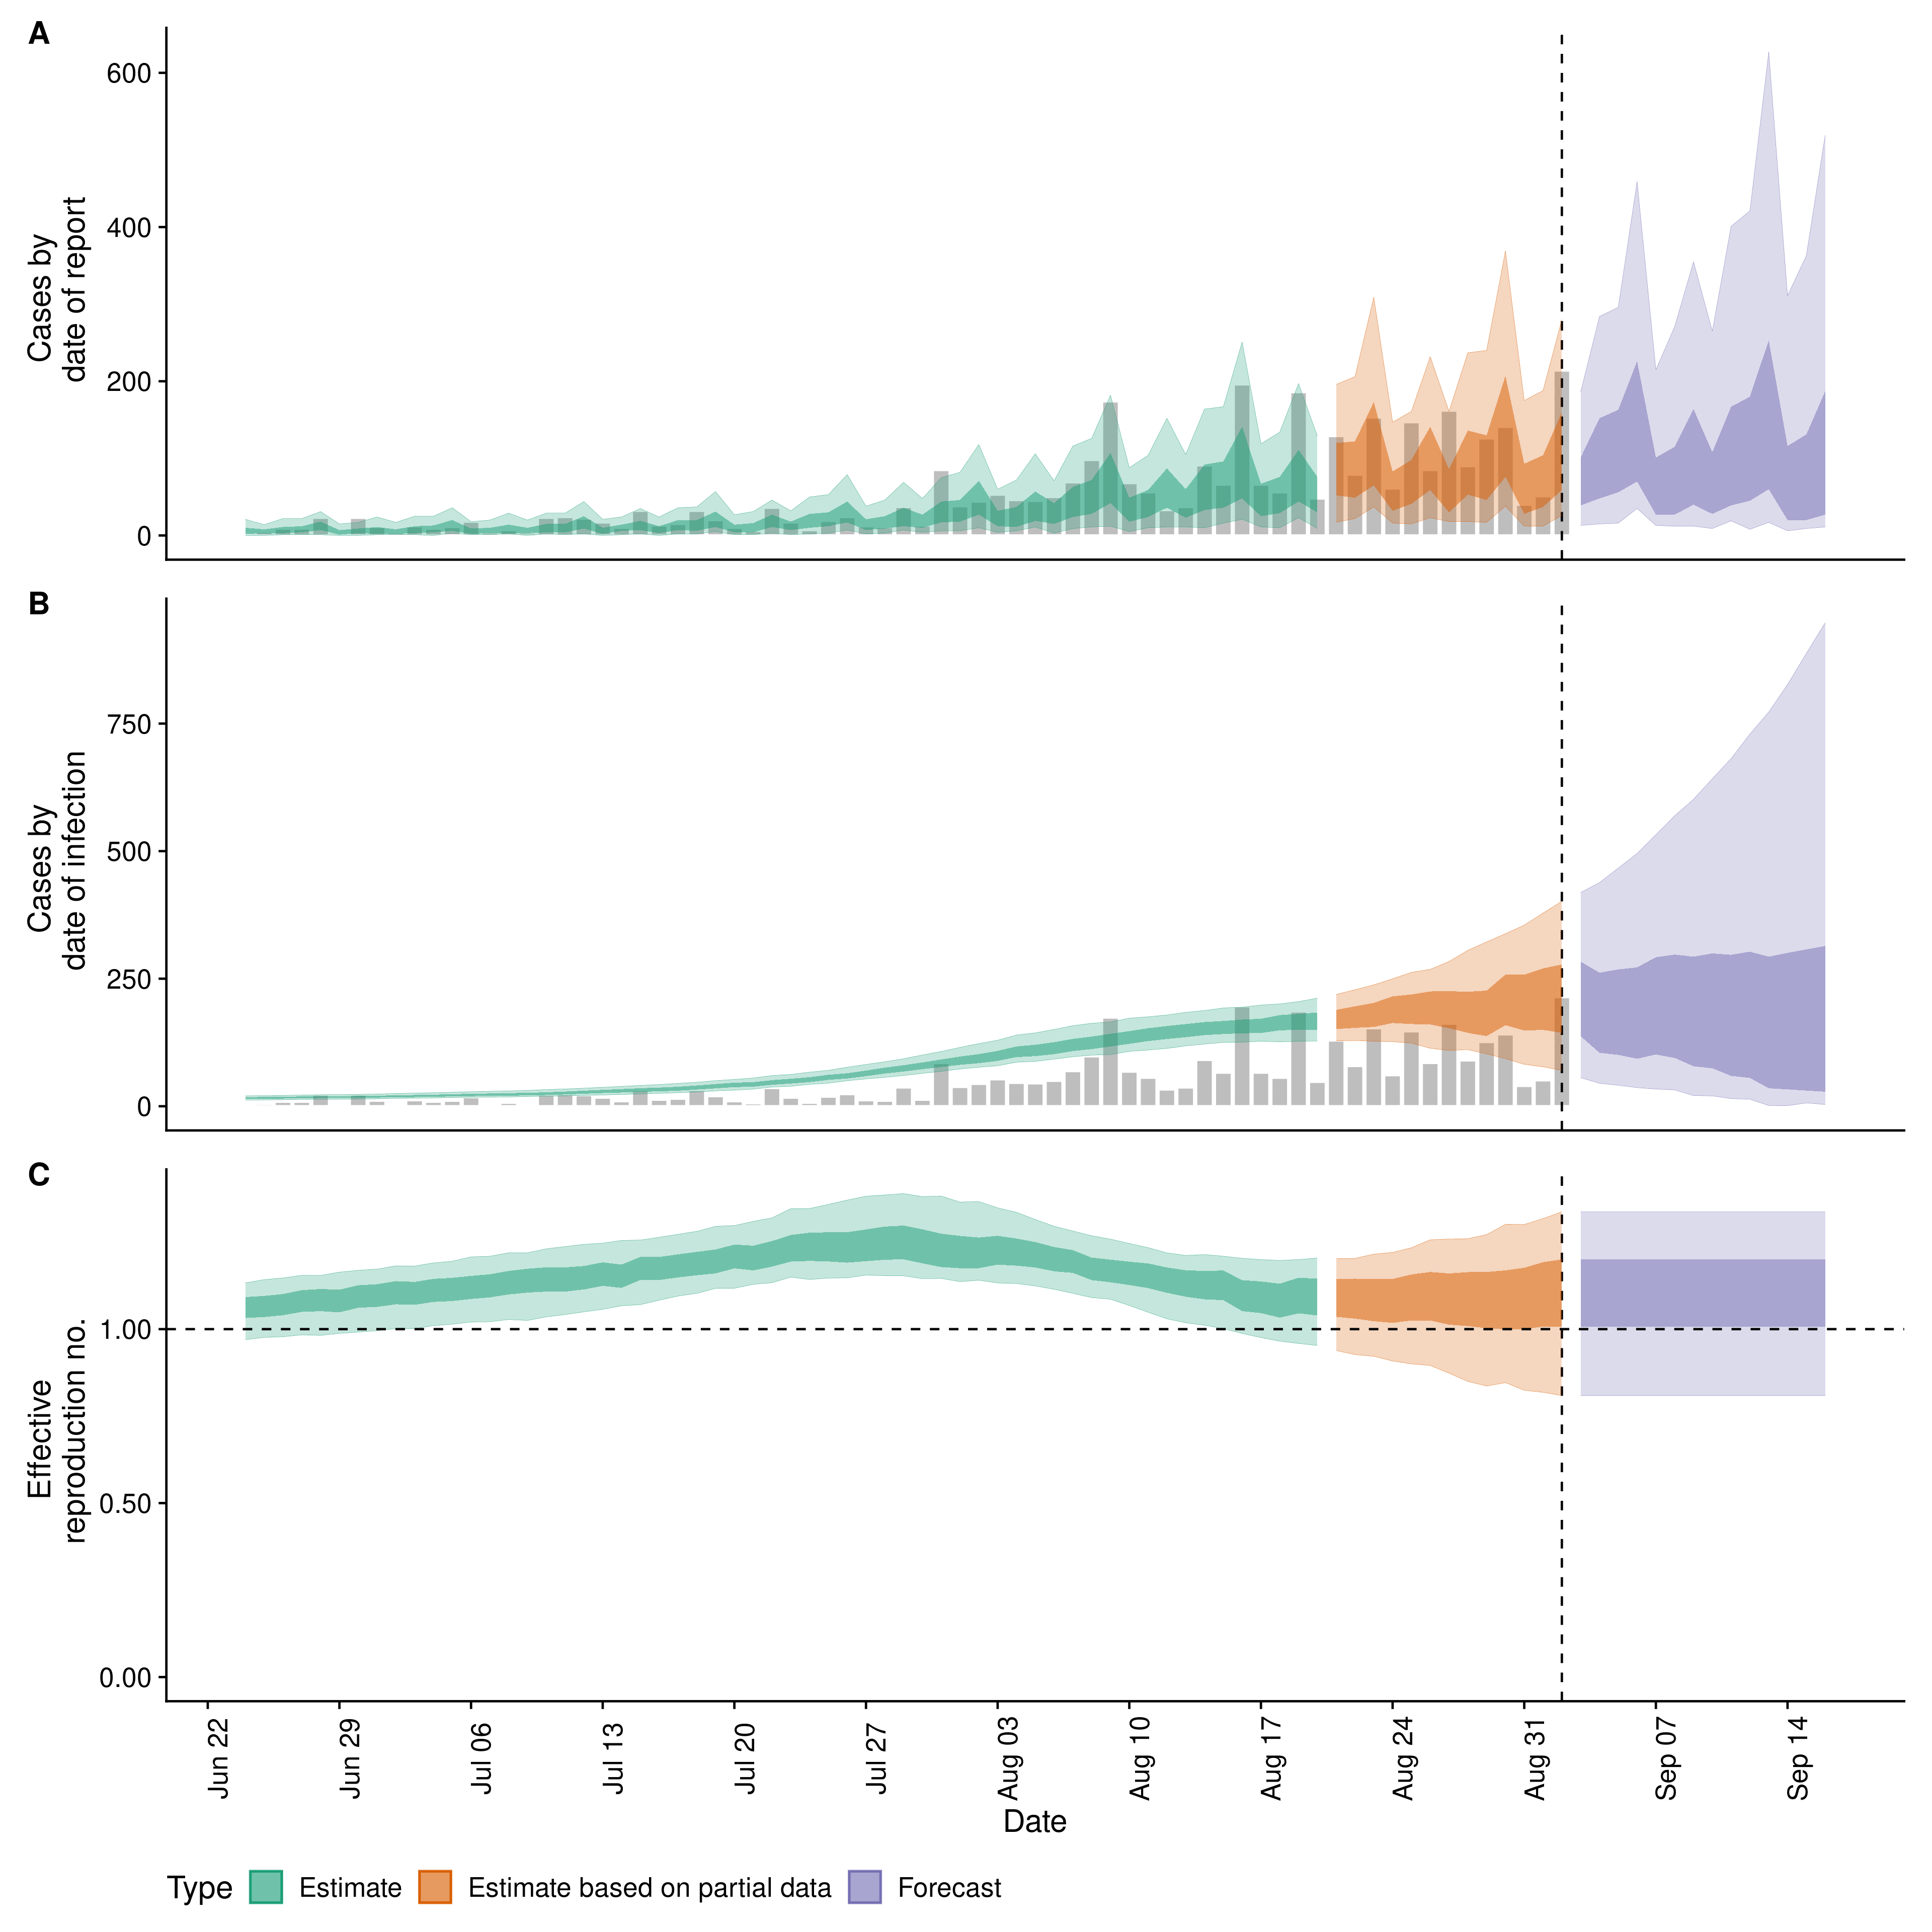 A
Cases by
date of report
600
400
200
0
B
Cases by
date of infection
750
500
250
0
C
Effective
reproduction no.
1.00
0.50
0.00
Jun 22
Jun 29
Jul 06
Jul 13
Jul 20
Jul 27
Aug 03
Aug 10
Aug 17
Aug 24
Aug 31
Sep 07
Sep 14
Date
Type
Estimate
Estimate based on partial data
Forecast